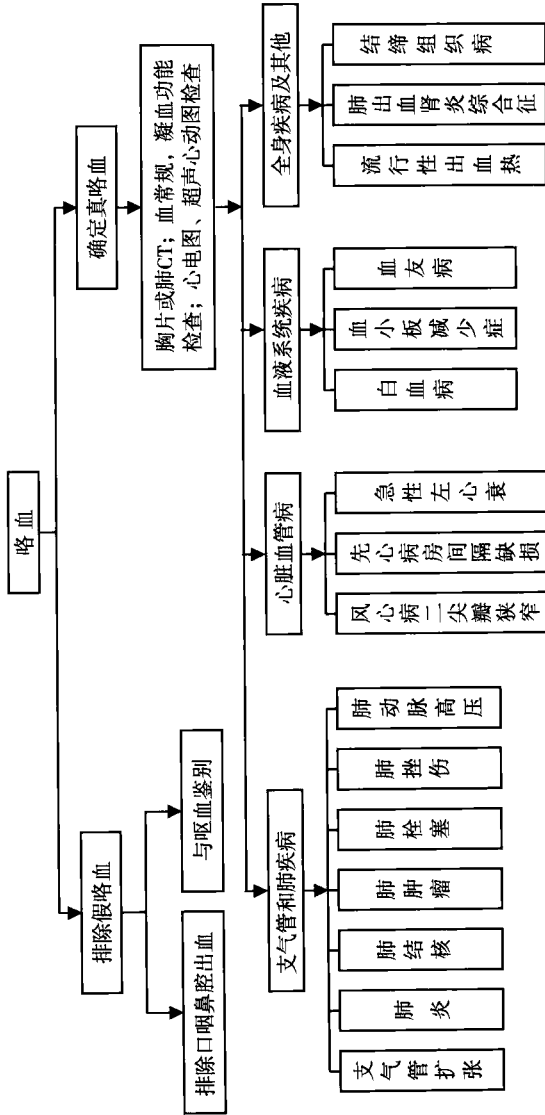 咯血
排除假咯血
确定真咯血
排除口咽鼻腔出血
与呕血鉴别
胸片或肺CT；血常规，凝血功能
检查；心电图、超声心动图检查
支气管和肺疾病
心脏血管病
血液系统疾病
全身疾病及其他
支气管扩张
肺炎
肺结核
肺肿瘤
肺栓塞
肺挫伤
肺动脉高压
风心病二尖瓣狭窄
先心病房间隔缺损
急性左心衰
白血病
血小板减少症
血友病
流行性出血热
肺出血肾炎综合征
结缔组织病